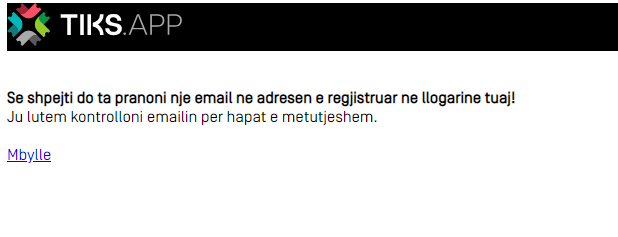 TIKS.APP
Se shpejti do ta pranoni nje email ne adresen e regjistruar ne llogarine tuaj!
Ju lutem kontrolloni emailin per hapat e metutjeshem.
Mbylle